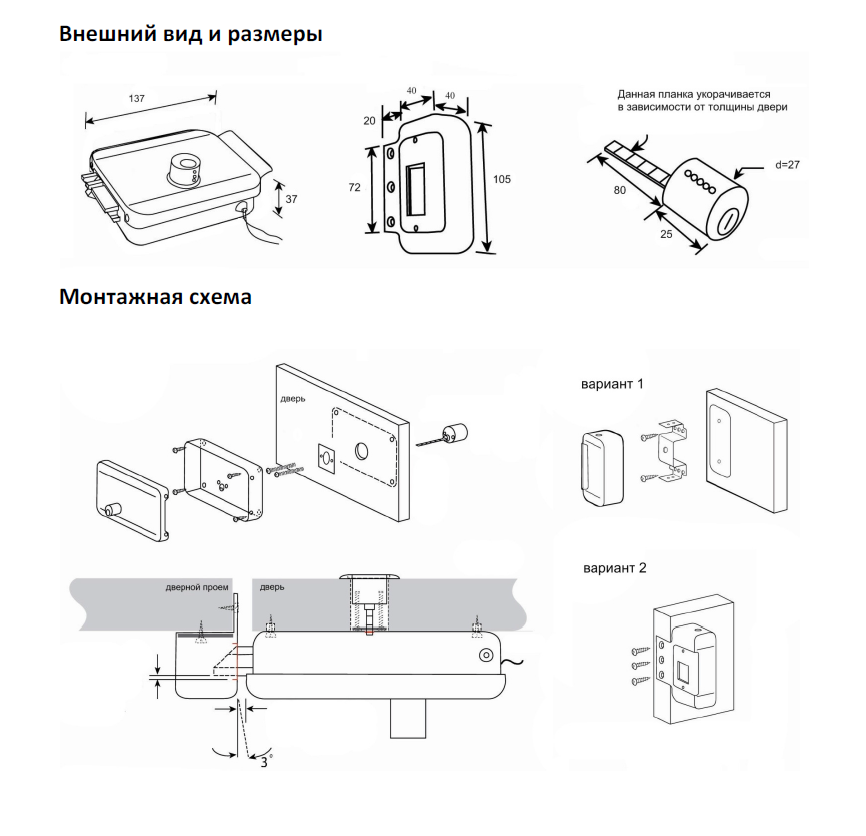 Внешний вид и размеры
137
37
40
40
20
72
105
Данная планка укорачивается
в зависимости от толщины двери
d=27
80
25
Монтажная схема
дверь
вариант 1
дверной проем
дверь
3°
вариант 2